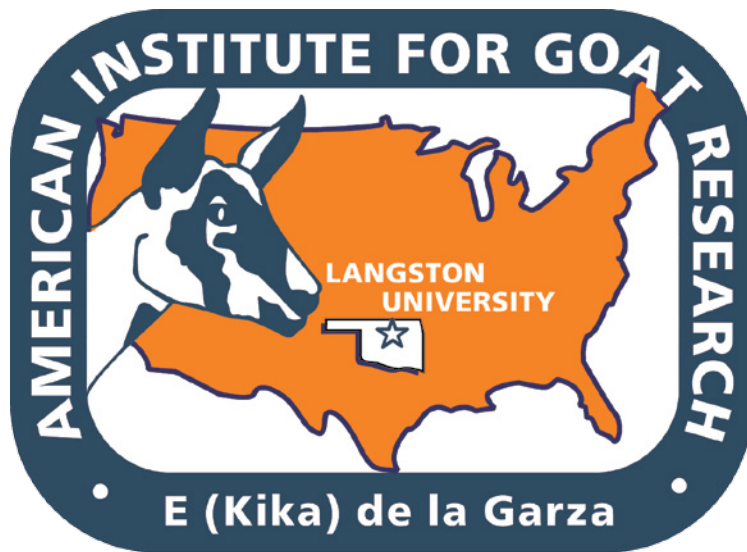 AMERICAN INSTITUTE FOR GOAT RESEARCH
LANGSTON
UNIVERSITY
E (Kika) de la Garza